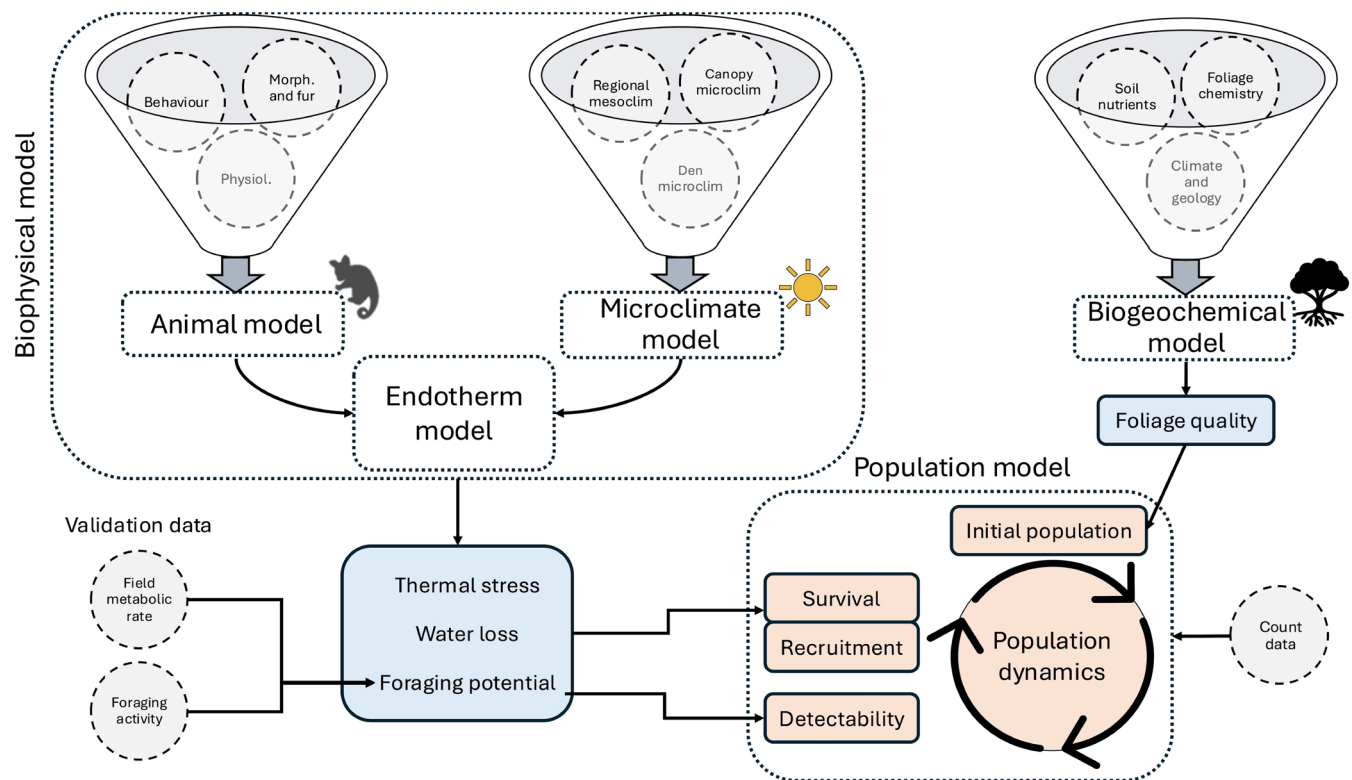 Biophysical model
Behaviour
Morph.
and fur
Physiol.
Regional
mesoclim
Canopy
microclim
Den
microclim
Soil
nutrients
Foliage
chemistry
Climate
and
geology
Animal model
Microclimate
model
Biogeochemical
model
Endotherm
model
Foliage quality
Population model
Validation data
Field
metabolic
rate
Foraging
activity
Thermal stress
Water loss
Foraging potential
Initial population
Survival
Recruitment
Detectability
Population
dynamics
Count
data